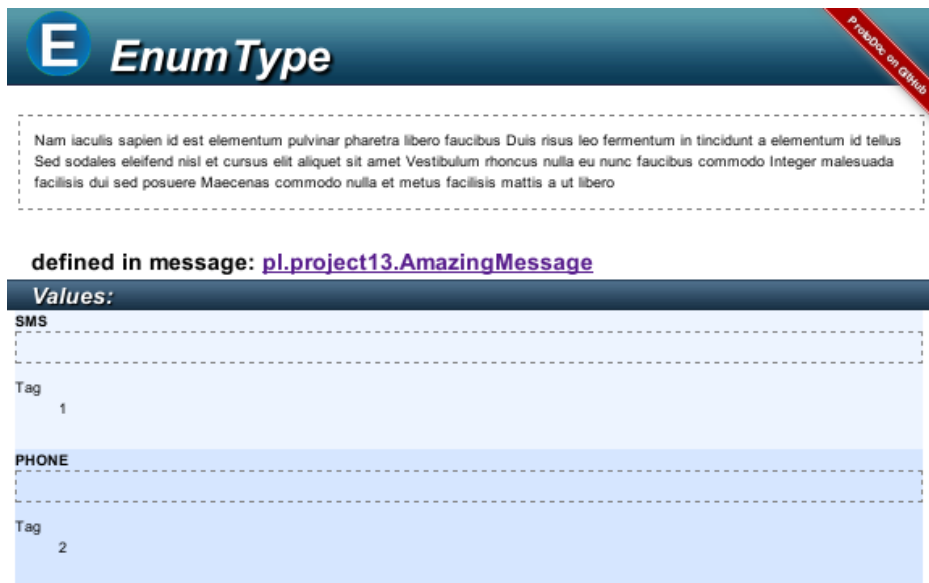 E EnumType
ProtoDoc on GitHub
Nam iaculis sapien id est elementum pulvinar pharetra libero faucibus Duis risus leo fermentum in tincidunt a elementum id tellus
Sed sodales eleifend nisl et cursus elit aliquet sit amet Vestibulum rhoncus nulla eu nunc faucibus commodo Integer malesuada
facilisis dui sed posuere Maecenas commodo nulla et metus facilisis mattis a ut libero
defined in message: pl.project13.AmazingMessage
Values:
SMS
Tag
1
PHONE
Tag
2